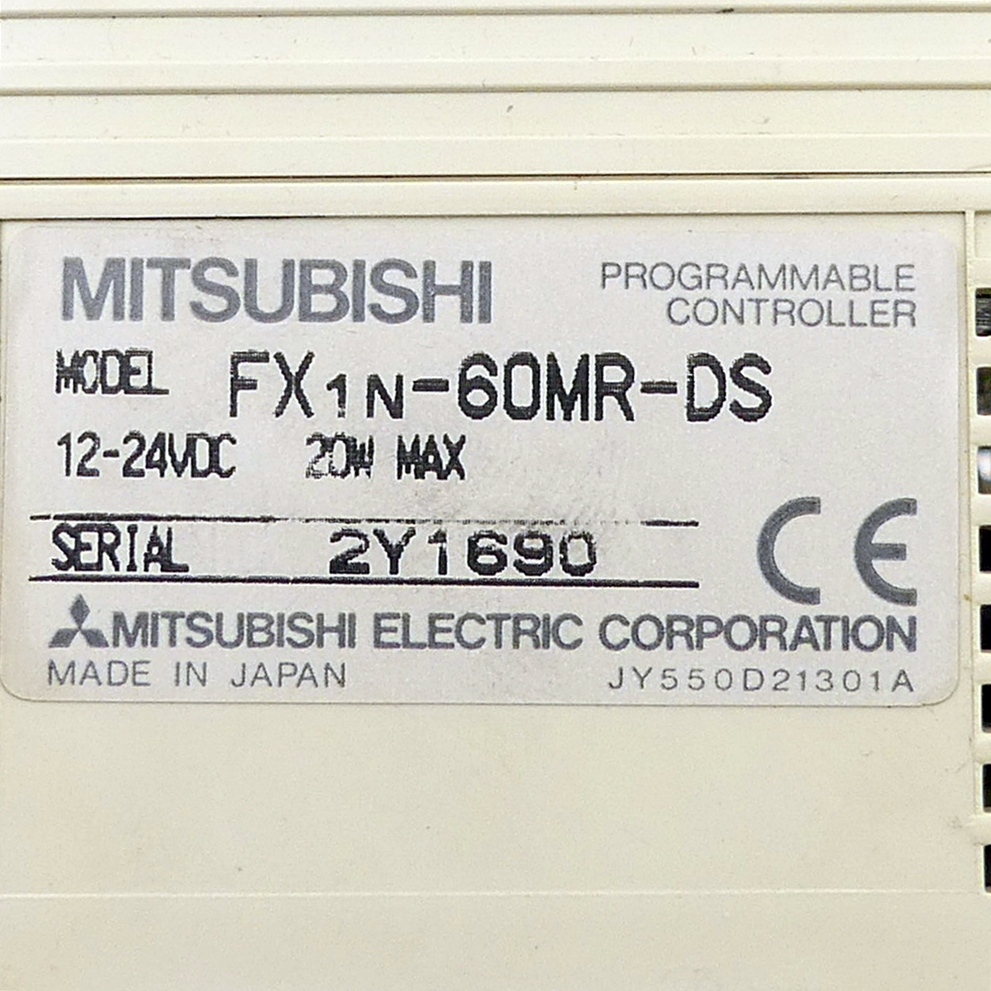 MITSUBISHI PROGRAMMABLE
CONTROLLER
MODEL FX1N-60MR-DS
12-24VDC 20W MAX
SERIAL 2Y1690
CE
MITSUBISHI ELECTRIC CORPORATION
MADE IN JAPAN JY550D21301A